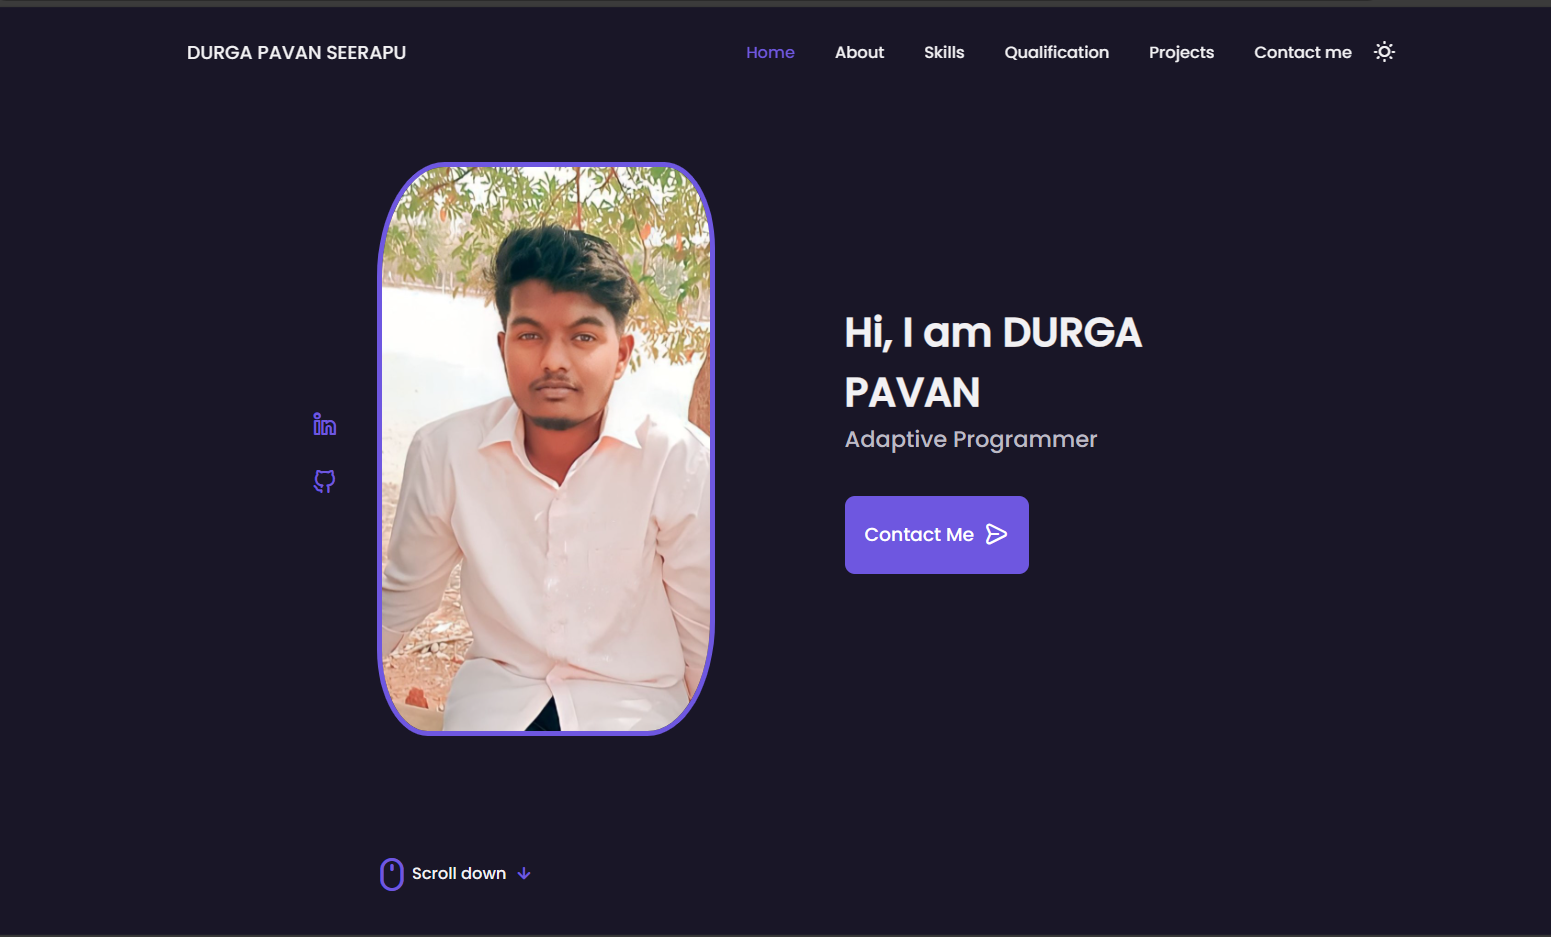 DURGA PAVAN SEERAPU
Home About Skills Qualification Projects Contact me
Hi, I am DURGA
PAVAN
Adaptive Programmer
Contact Me
Scroll down